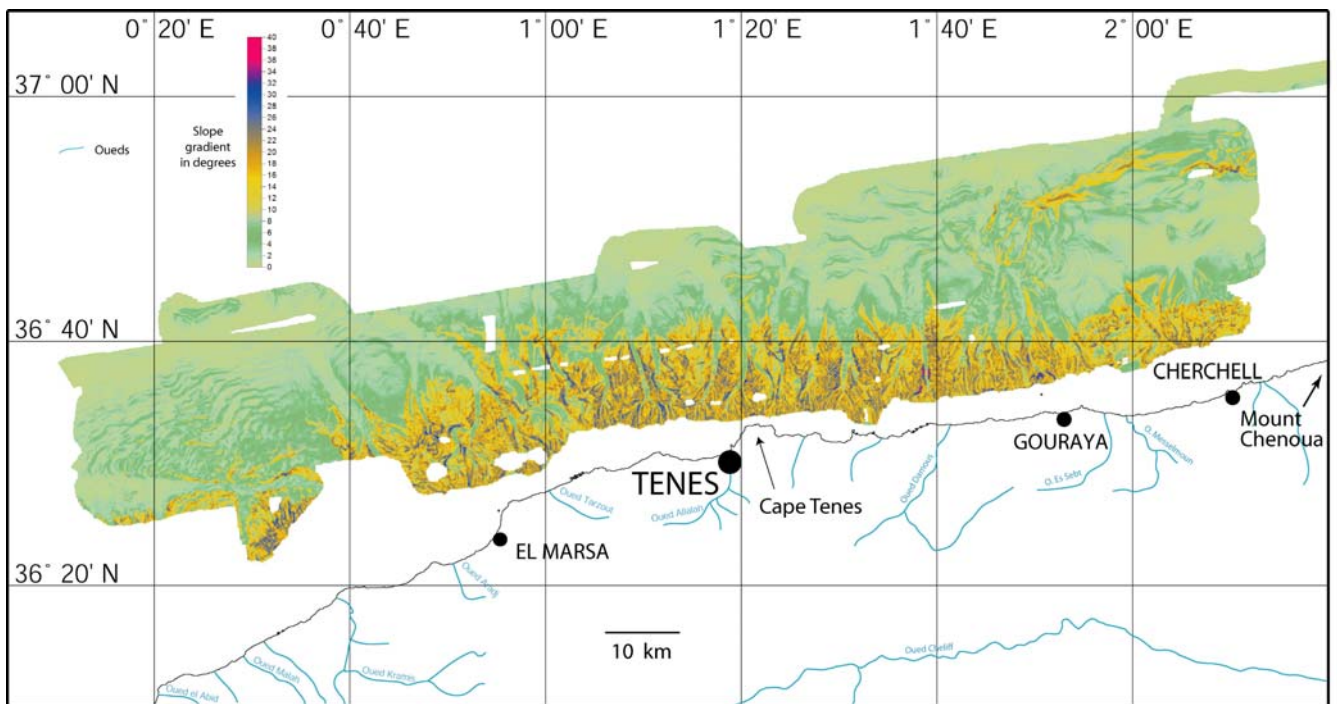 0° 20' E 0° 40' E 1° 00' E 1° 20' E 1° 40' E 2° 00' E
37° 00' N
40
38
36
34
32
30
28
26
24
22
20
18
16
14
12
10
8
6
4
2
0
Slope
gradient
in degrees
Oueds
36° 40' N
CHERCHELL
Mount
Chenoua
GOURAYA
O. Messelmoun
O. Es Sebt
TENES
Cape Tenes
Oued Damous
Oued Tarzout
Oued Allalah
EL MARSA
36° 20' N
Oued Aradj
10 km
Oued Cheliff
Oued Kramis
Oued Malah
Oued el Abid